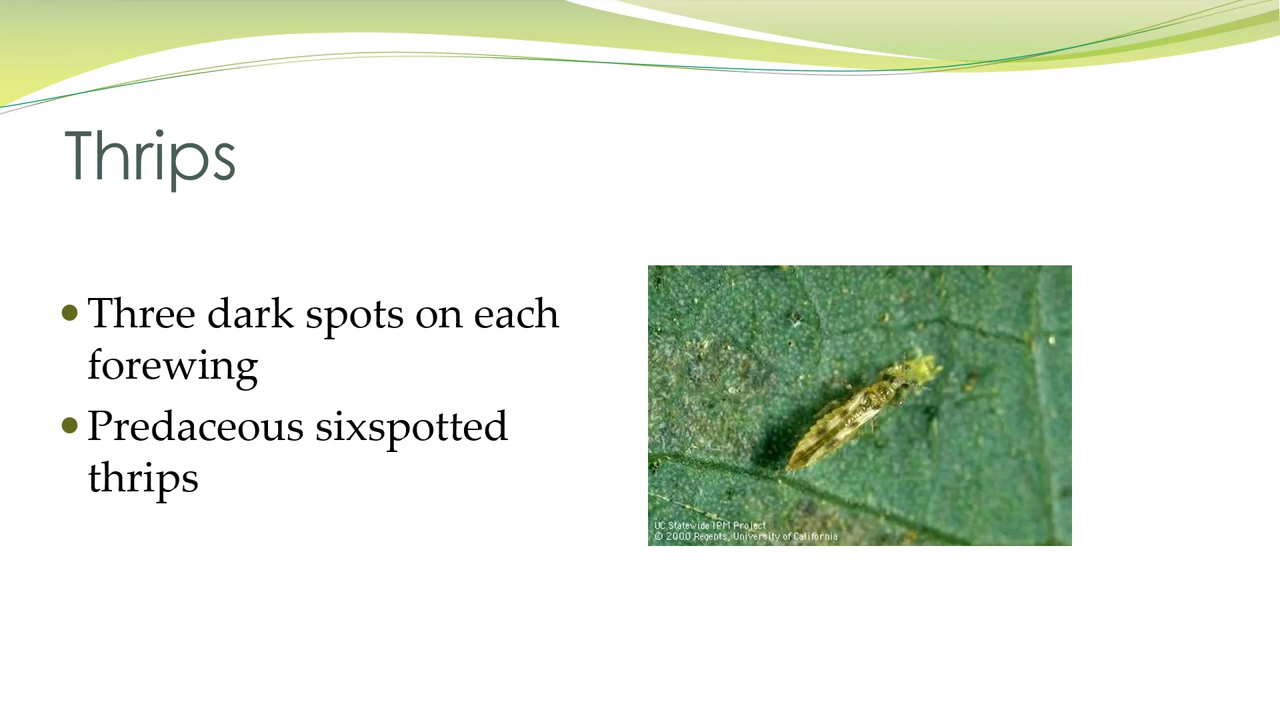 Thrips
• Three dark spots on each
forewing
• Predaceous sixspotted
thrips
UC Statewide IPM Project
© 2000 Regents, University of California